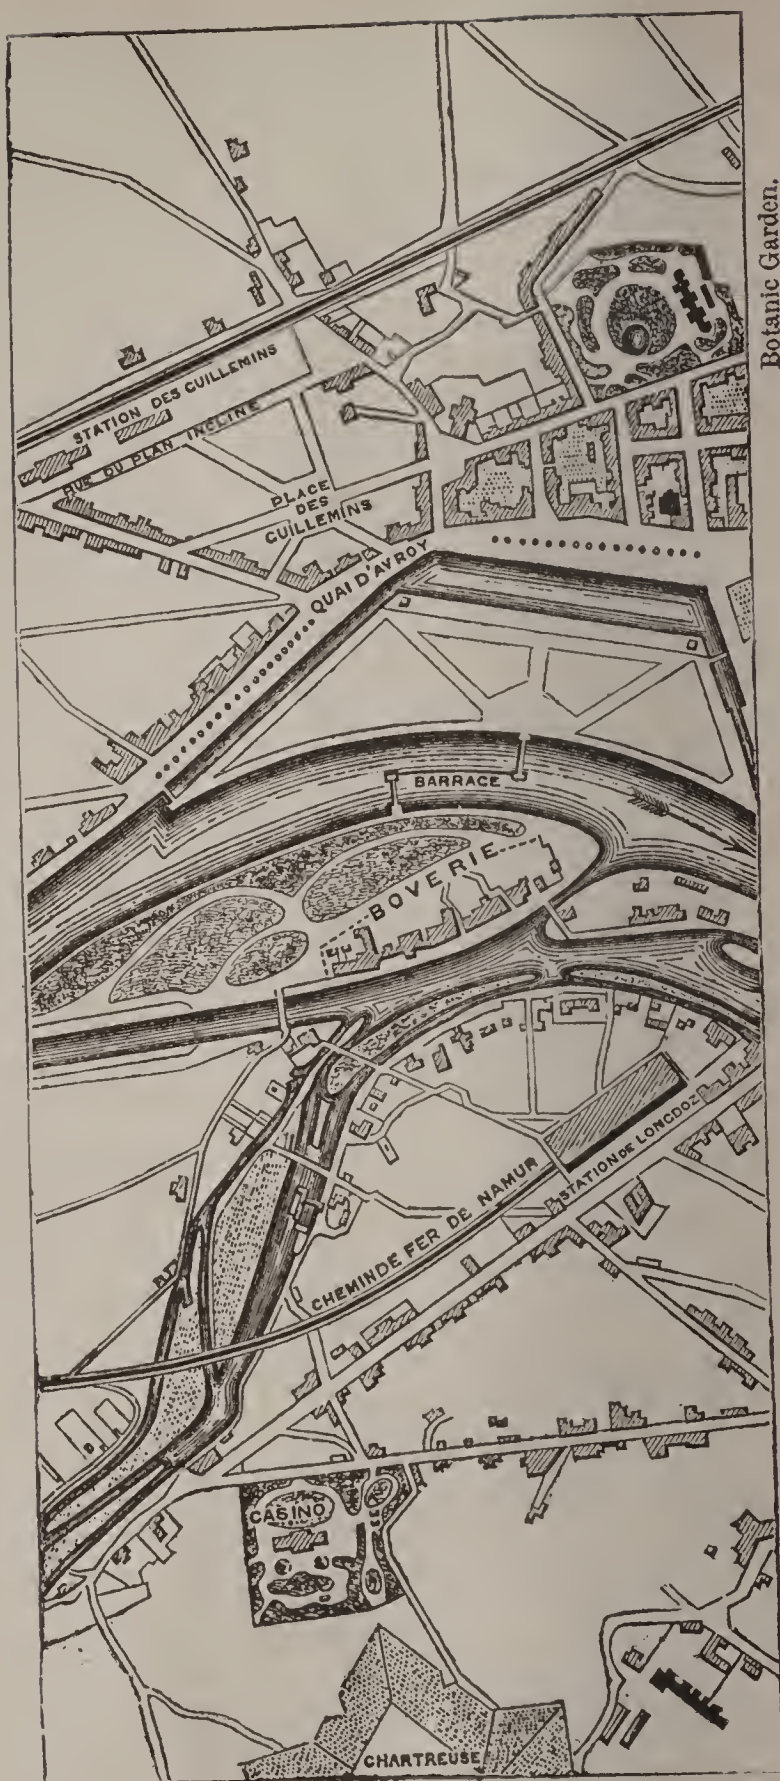 Botanic Garden.
STATION DES GUILLEMINS
RUE DU PLAN INCLINE
PLACE
DES
GUILLEMINS
QUAI D'AVROY
BARRAGE
BOVERIE
CHEMIN DE FER DE NAMUR
STATION DE LONGDOZ
CASINO
CHARTREUSE